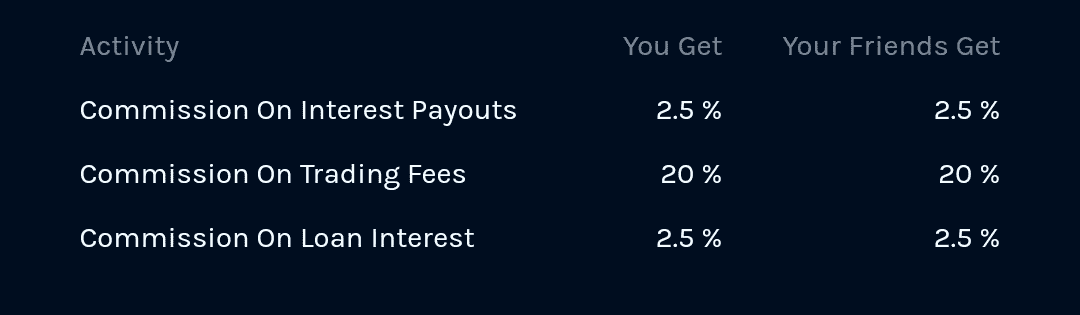 Activity You Get Your Friends Get
Commission On Interest Payouts 2.5 % 2.5 %
Commission On Trading Fees 20 % 20 %
Commission On Loan Interest 2.5 % 2.5 %